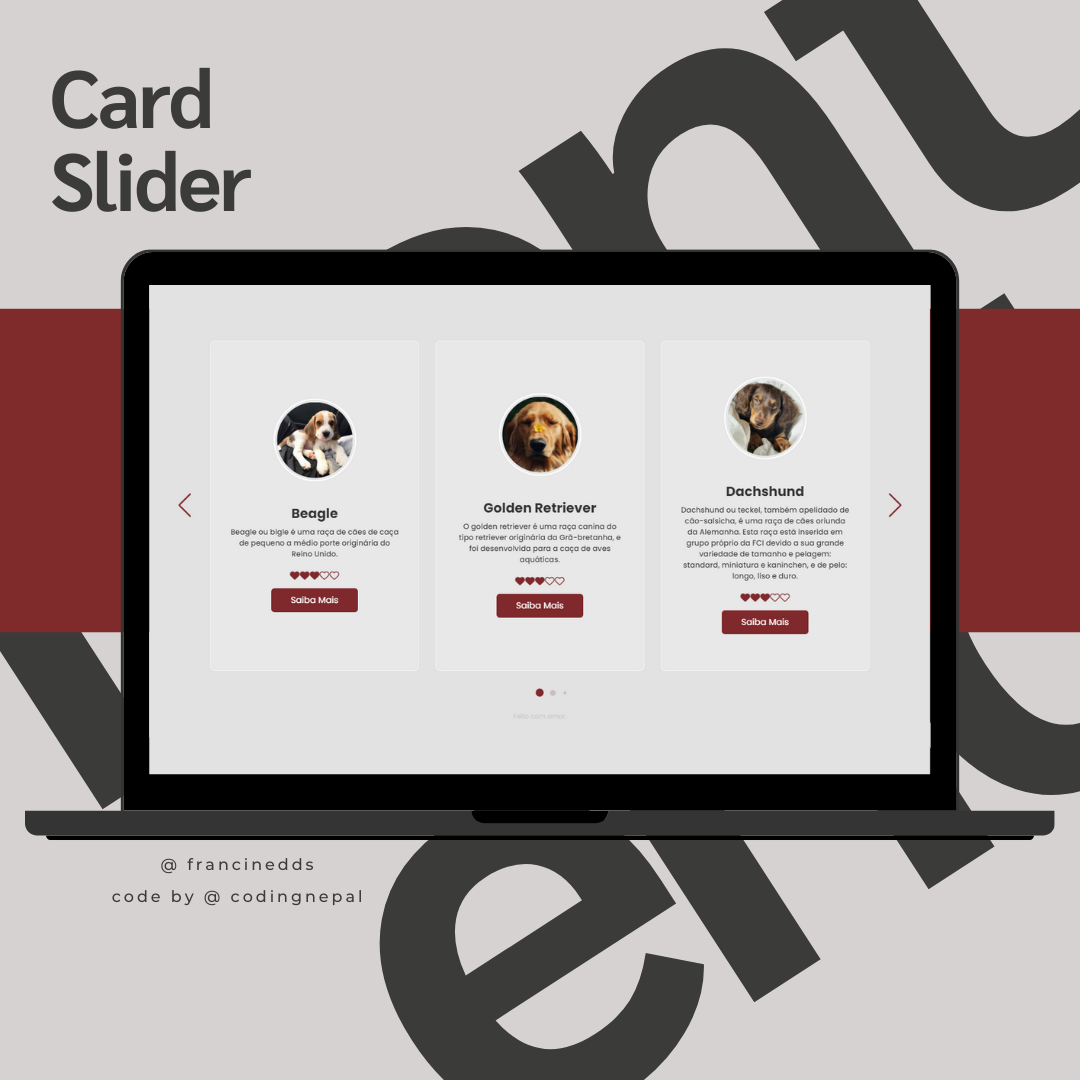 Card
Slider
Beagle
Beagle ou bigle é uma raça de cães de caça
de pequeno a médio porte originária do
Reino Unido.
Saiba Mais
Golden Retriever
O golden retriever é uma raça canina do
tipo retriever originária da Grã-bretanha, e
foi desenvolvida para a caça de aves
aquáticas.
Saiba Mais
Dachshund
Dachshund ou teckel, também apelidado de
cão-salsicha, é uma raça de cães oriunda
da Alemanha. Esta raça está inserida em
grupo próprio da FCI devido a sua grande
variedade de tamanho e pelagem:
standard, miniatura e kaninchen, e de pelo:
longo, liso e duro.
Saiba Mais
@ francinedds
code by @ codingnepal